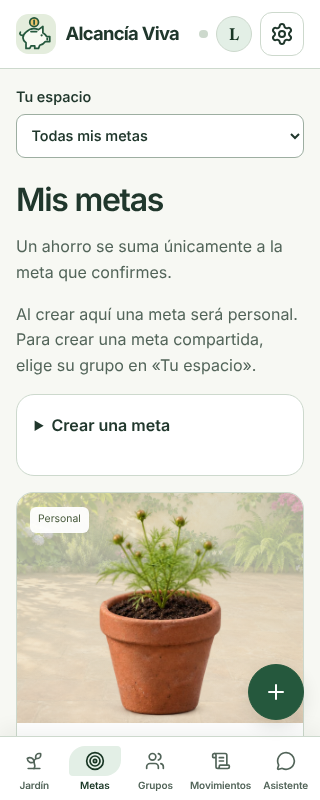 Alcancía Viva
L
Tu espacio
Todas mis metas
Mis metas
Un ahorro se suma únicamente a la
meta que confirmes.
Al crear aquí una meta será personal.
Para crear una meta compartida,
elige su grupo en «Tu espacio».
Crear una meta
Personal
Jardín
Metas
Grupos
Movimientos
Asistente